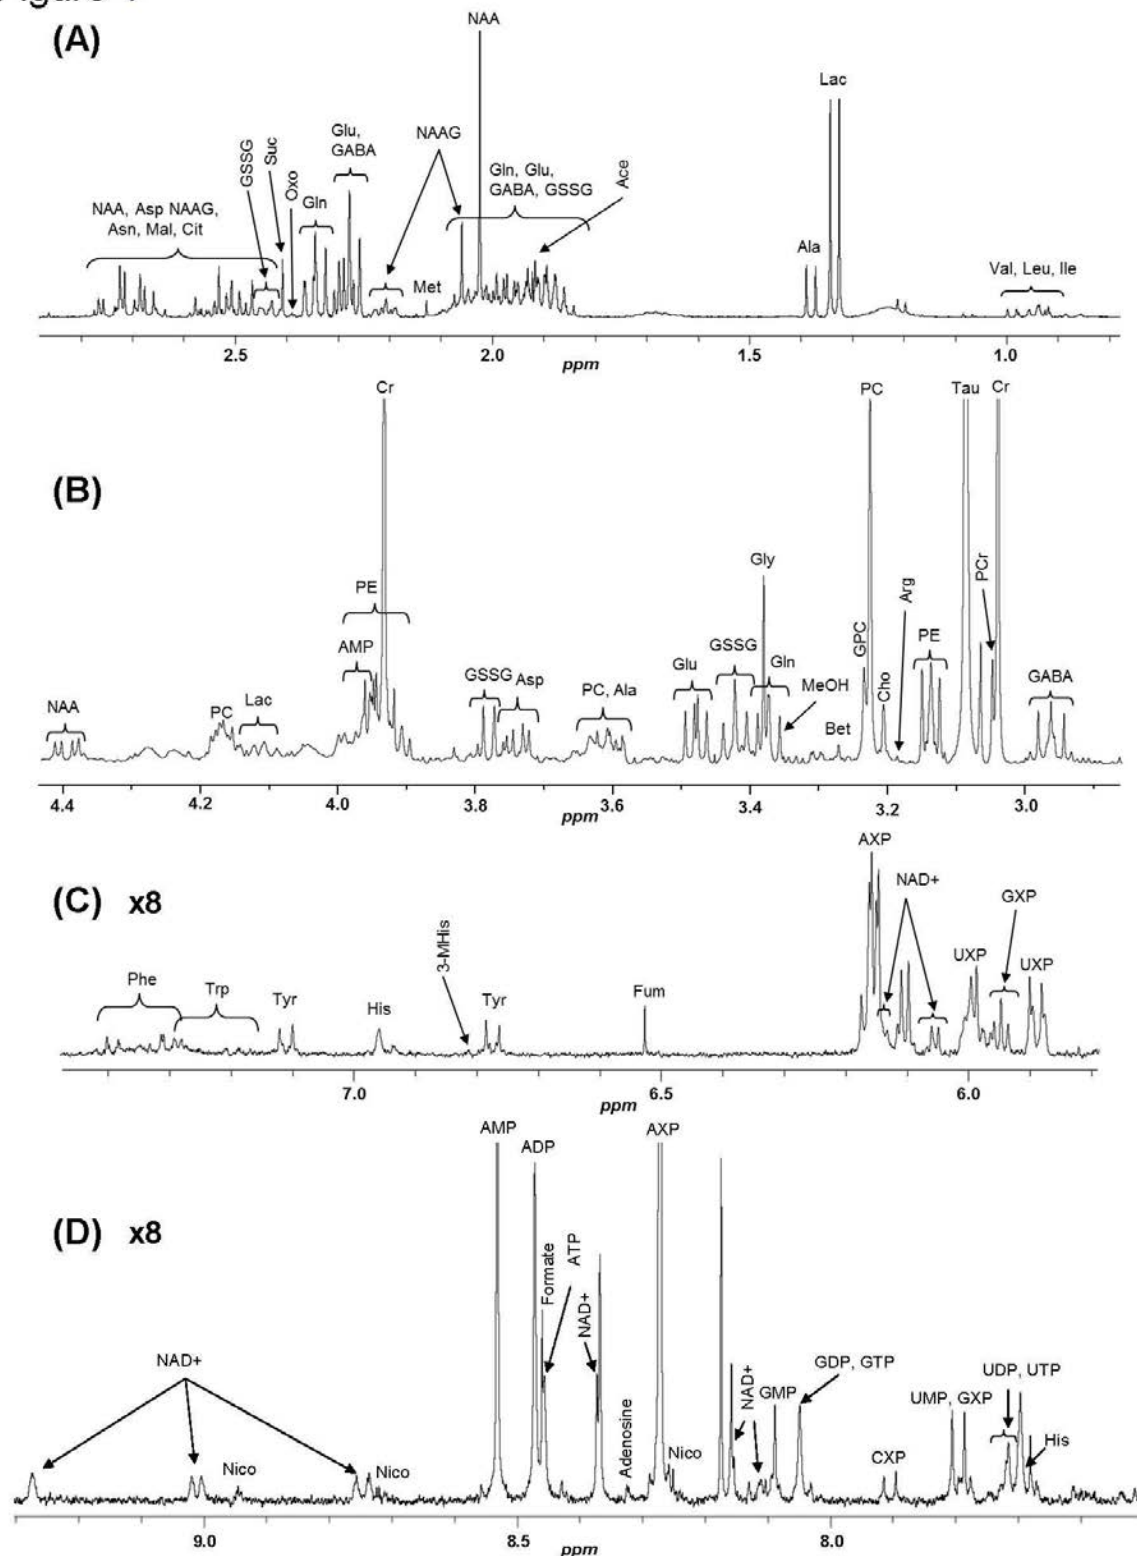 (A)
NAA
Lac
NAAG
Glu,
GABA
GSSG
Suc
Oxo
Gln, Glu,
GABA, GSSG
Ace
NAA, Asp NAAG,
Asn, Mal, Cit
Gln
Met
Ala
Val, Leu, Ile
2.5
2.0
1.5
1.0
ppm
(B)
Cr
PC
Tau
Cr
Gly
PE
AMP
GPC
Arg
PCr
GSSG
PE
NAA
PC
Lac
GSSG
Asp
PC, Ala
Glu
Gln
MeOH
Cho
GABA
Bet
4.4
4.2
4.0
3.8
3.6
3.4
3.2
3.0
ppm
(C) x8
AXP
NAD+
GXP
3-MHis
Phe
Trp
Tyr
His
Tyr
Fum
UXP
UXP
7.0
6.5
6.0
ppm
(D) x8
AMP
ADP
AXP
Formate
ATP
NAD+
NAD+
Nico
Nico
Adenosine
Nico
NAD+
GMP
GDP, GTP
UMP, GXP
UDP, UTP
CXP
His
9.0
8.5
8.0
ppm